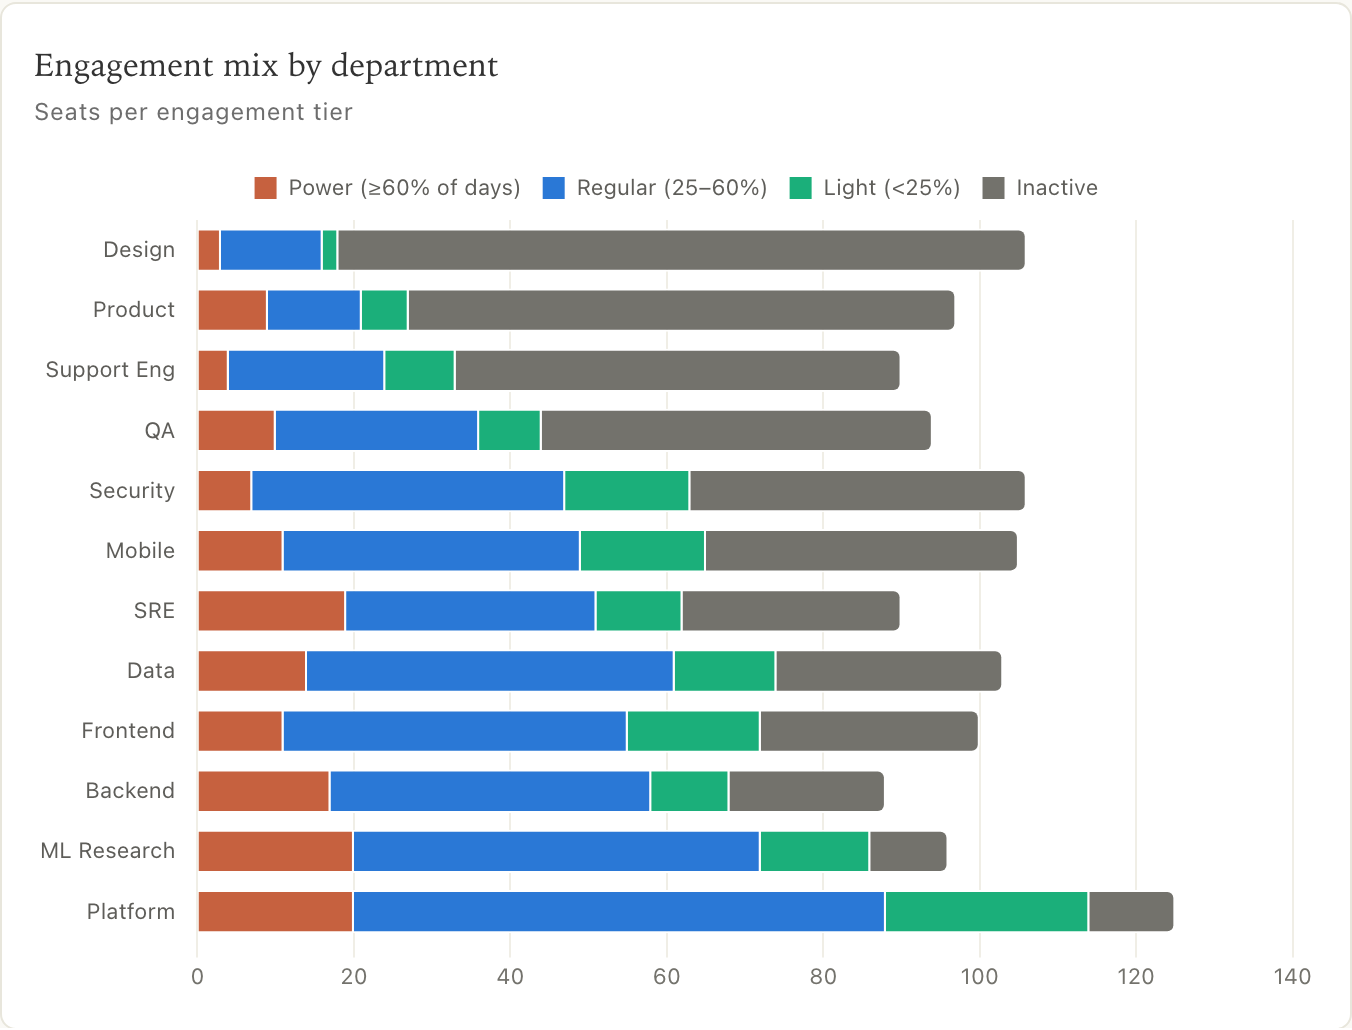 Engagement mix by department
Seats per engagement tier
Power (≥60% of days) Regular (25–60%) Light (<25%) Inactive
Design
Product
Support Eng
QA
Security
Mobile
SRE
Data
Frontend
Backend
ML Research
Platform
0 20 40 60 80 100 120 140